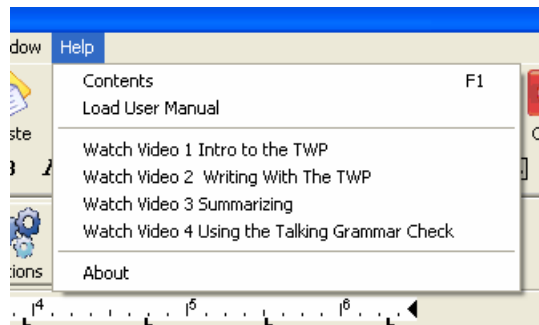 dow Help
Contents F1
Load User Manual
ste
Watch Video 1 Intro to the TWP
Watch Video 2  Writing With The TWP
Watch Video 3 Summarizing
Watch Video 4 Using the Talking Grammar Check
tions
About
4 5 6